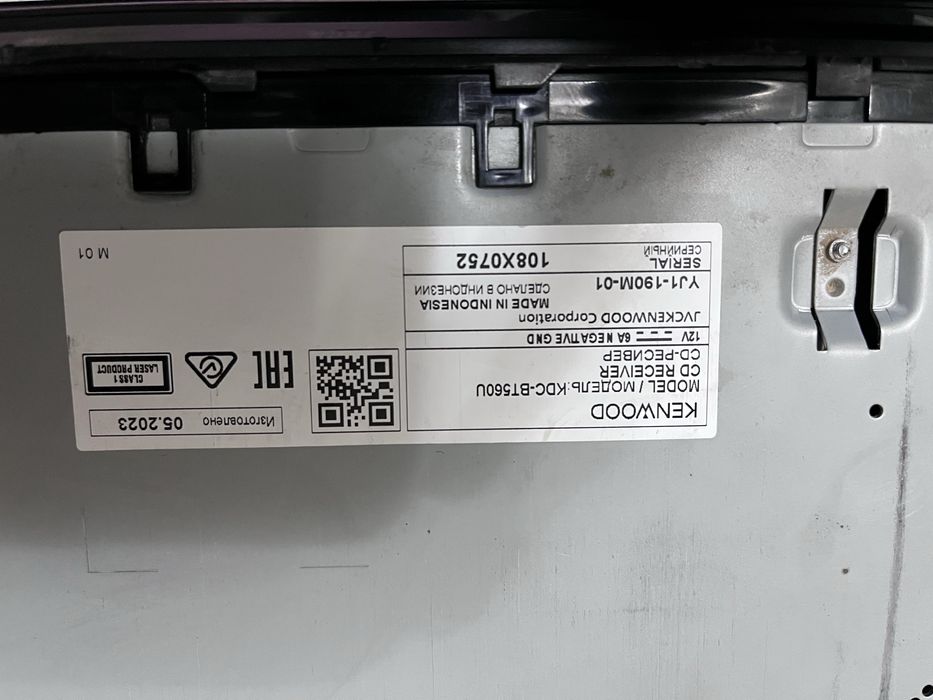 KENWOOD
MODEL / МОДЕЛЬ:KDC-BT560U
CD RECEIVER
CD-РЕСИВЕР
12V 6A NEGATIVE GND
JVCKENWOOD Corporation
MADE IN INDONESIA
СДЕЛАНО В ИНДОНЕЗИИ
YJ1-190M-01
SERIAL
СЕРИЙНЫЙ
108X0752
Изготовлено 05.2023
EAC
CLASS 1
LASER PRODUCT
M 01